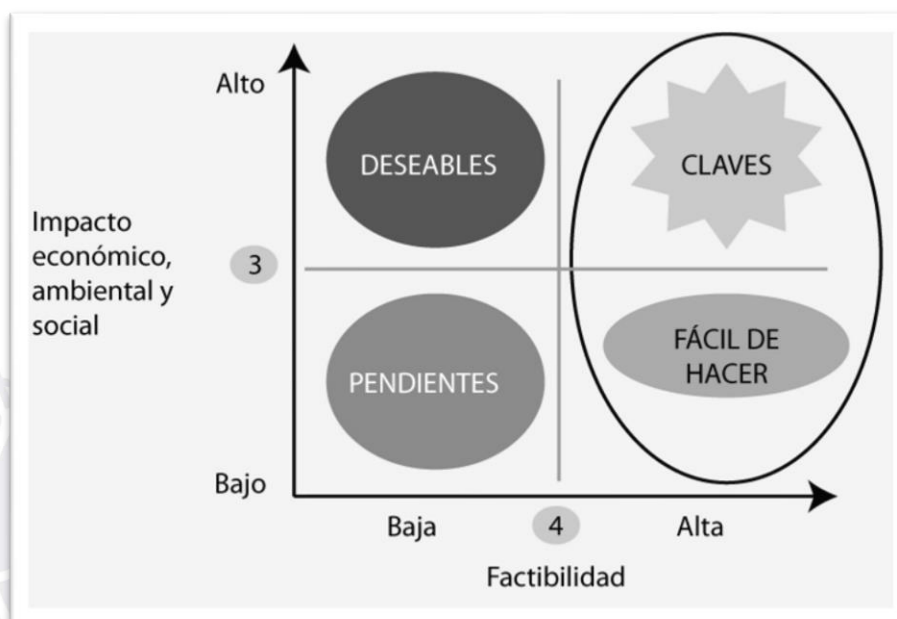 Alto
DESEABLES
CLAVES
Impacto
económico,
ambiental y
social
3
FÁCIL DE
HACER
PENDIENTES
Bajo
Baja
4
Alta
Factibilidad